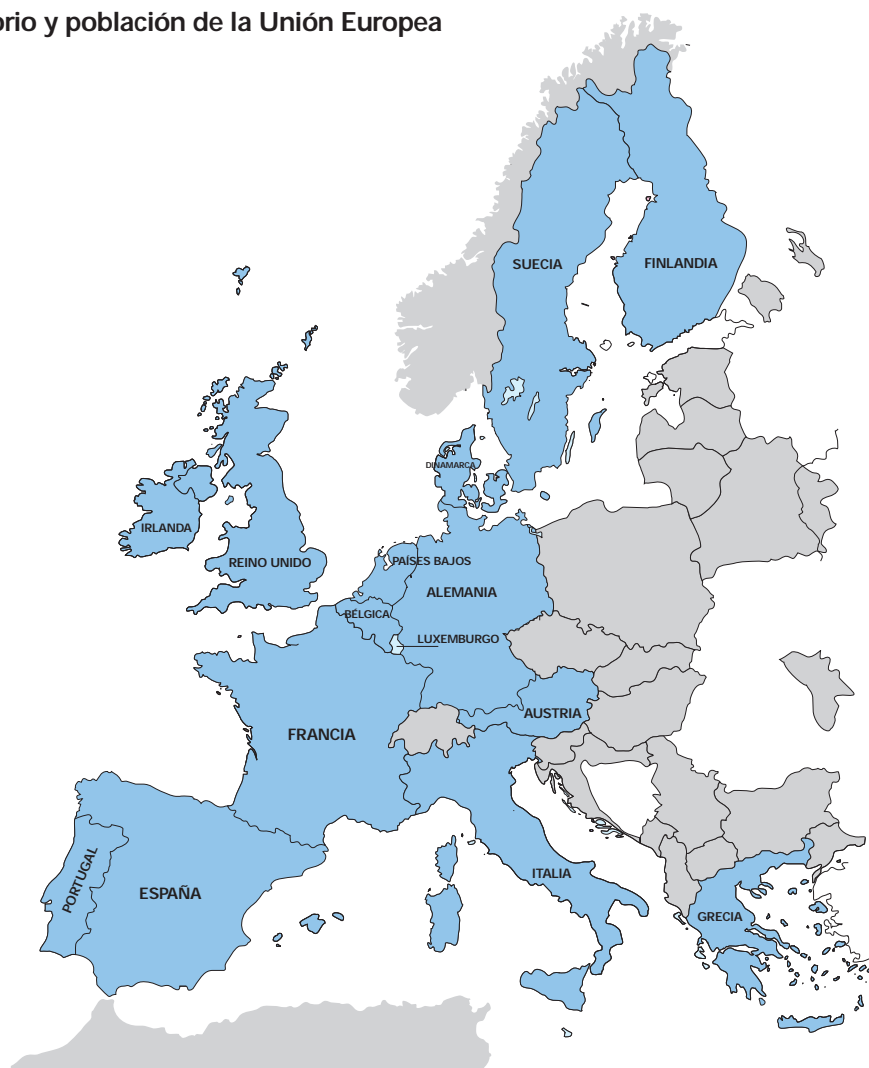 orio y población de la Unión Europea
SUECIA
FINLANDIA
DINAMARCA
IRLANDA
REINO UNIDO
PAÍSES BAJOS
ALEMANIA
BÉLGICA
LUXEMBURGO
AUSTRIA
FRANCIA
PORTUGAL
ESPAÑA
ITALIA
GRECIA